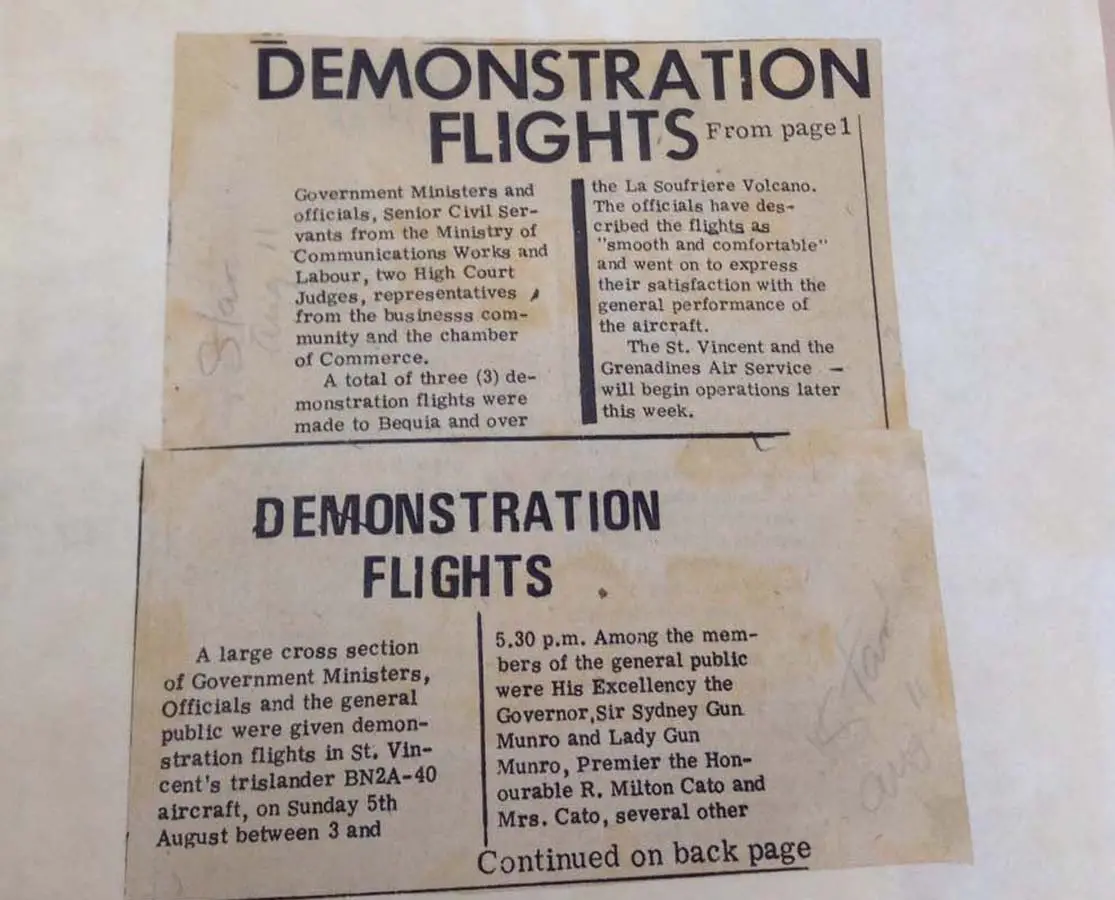 DEMONSTRATION
FLIGHTS From page 1
Government Ministers and
officials, Senior Civil Ser-
vants from the Ministry of
Communications Works and
Labour, two High Court
Judges, representatives
from the businesss com-
munity and the chamber
of Commerce.
A total of three (3) de-
monstration flights were
made to Bequia and over
the La Soufriere Volcano.
The officials have des-
cribed the flights as
"smooth and comfortable"
and went on to express
their satisfaction with the
general performance of
the aircraft.
The St. Vincent and the
Grenadines Air Service —
will begin operations later
this week.
Star
aug 11
DEMONSTRATION
FLIGHTS
A large cross section
of Government Ministers,
Officials and the general
public were given demon-
stration flights in St. Vin-
cent's trislander BN2A-40
aircraft, on Sunday 5th
August between 3 and
5.30 p.m. Among the mem-
bers of the general public
were His Excellency the
Governor,Sir Sydney Gun
Munro and Lady Gun
Munro, Premier the Hon-
ourable R. Milton Cato and
Mrs. Cato, several other
Continued on back page
Star
aug 11